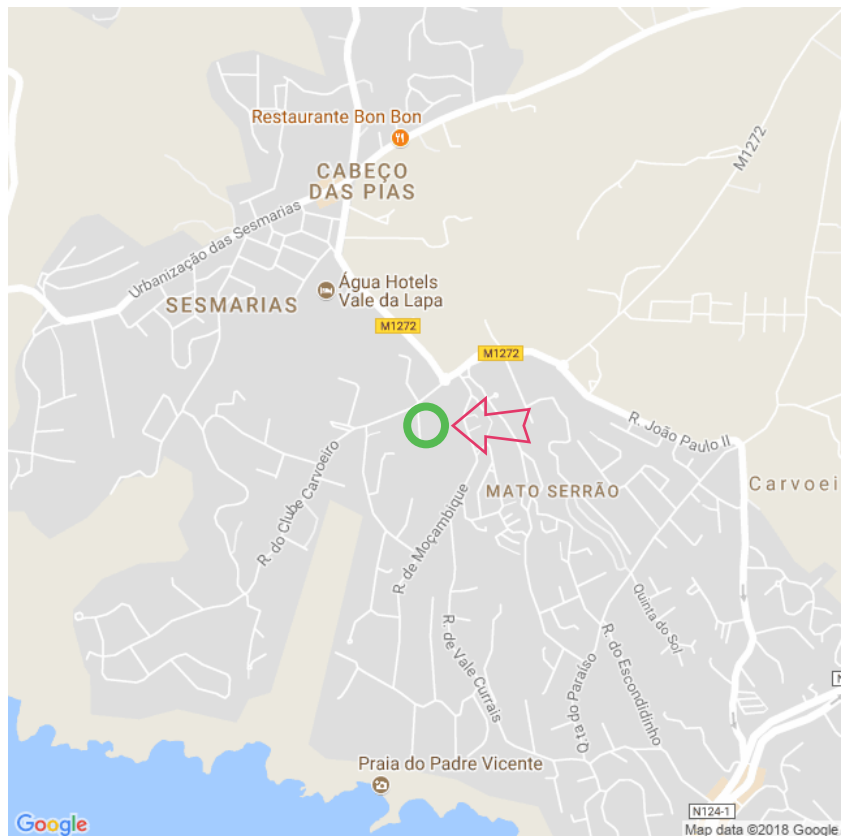 Restaurante Bon Bon
M1272
CABEÇO
DAS PIAS
Urbanização das Sesmarias
Água Hotels
Vale da Lapa
SESMARIAS
M1272
M1272
R. João Paulo II
R. do Clube Carvoeiro
MATO SERRÃO
Carvoei
R. de Moçambique
Quinta do Sol
R. de Vale Currais
Q.ta do Paraíso
R. do Escondidinho
N
Praia do Padre Vicente
N124-1
Google
Map data ©2018 Google